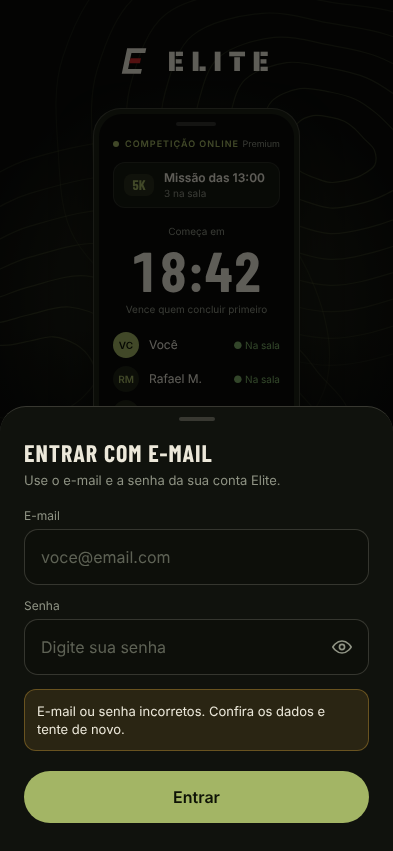 E ELITE
COMPETIÇÃO ONLINE Premium
5K
Missão das 13:00
3 na sala
Começa em
18:42
Vence quem concluir primeiro
VC Você Na sala
RM Rafael M. Na sala
ENTRAR COM E-MAIL
Use o e-mail e a senha da sua conta Elite.
E-mail
voce@email.com
Senha
Digite sua senha
E-mail ou senha incorretos. Confira os dados e
tente de novo.
Entrar